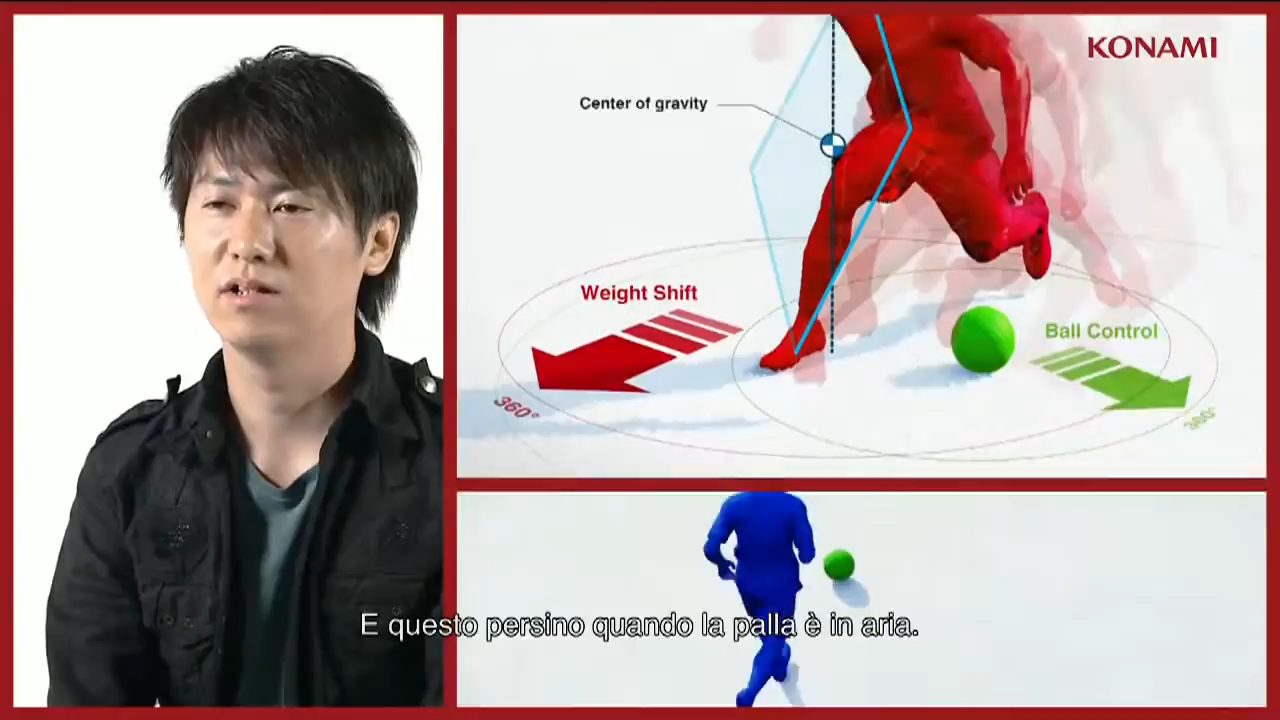 KONAMI
Center of gravity
Weight Shift
Ball Control
360°
360°
E questo persino quando la palla è in aria.